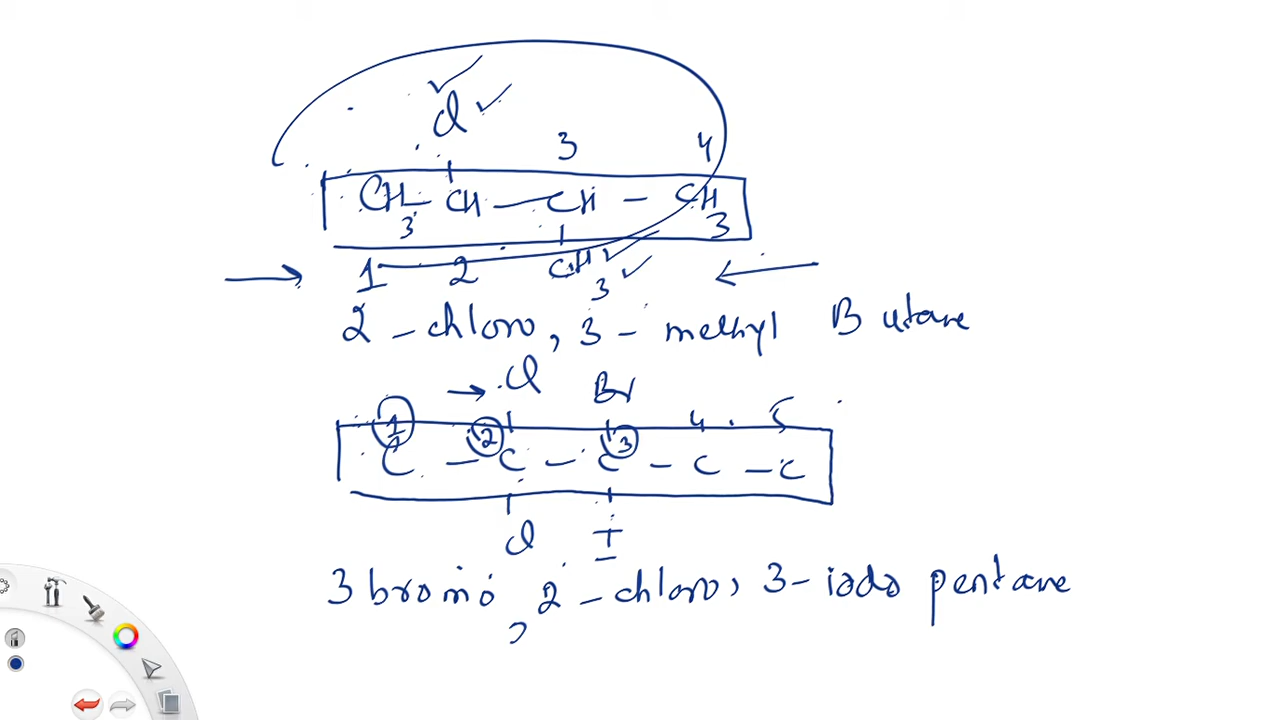 Cl
3 4
CH3 - CH - CH - CH3
1 2 CH3
2 - chloro, 3 - methyl Butane
Cl Br
1 2 3 4 5
C - C - C - C - C
Cl I
3 bromo, 2 - chloro, 3 - iodo pentane